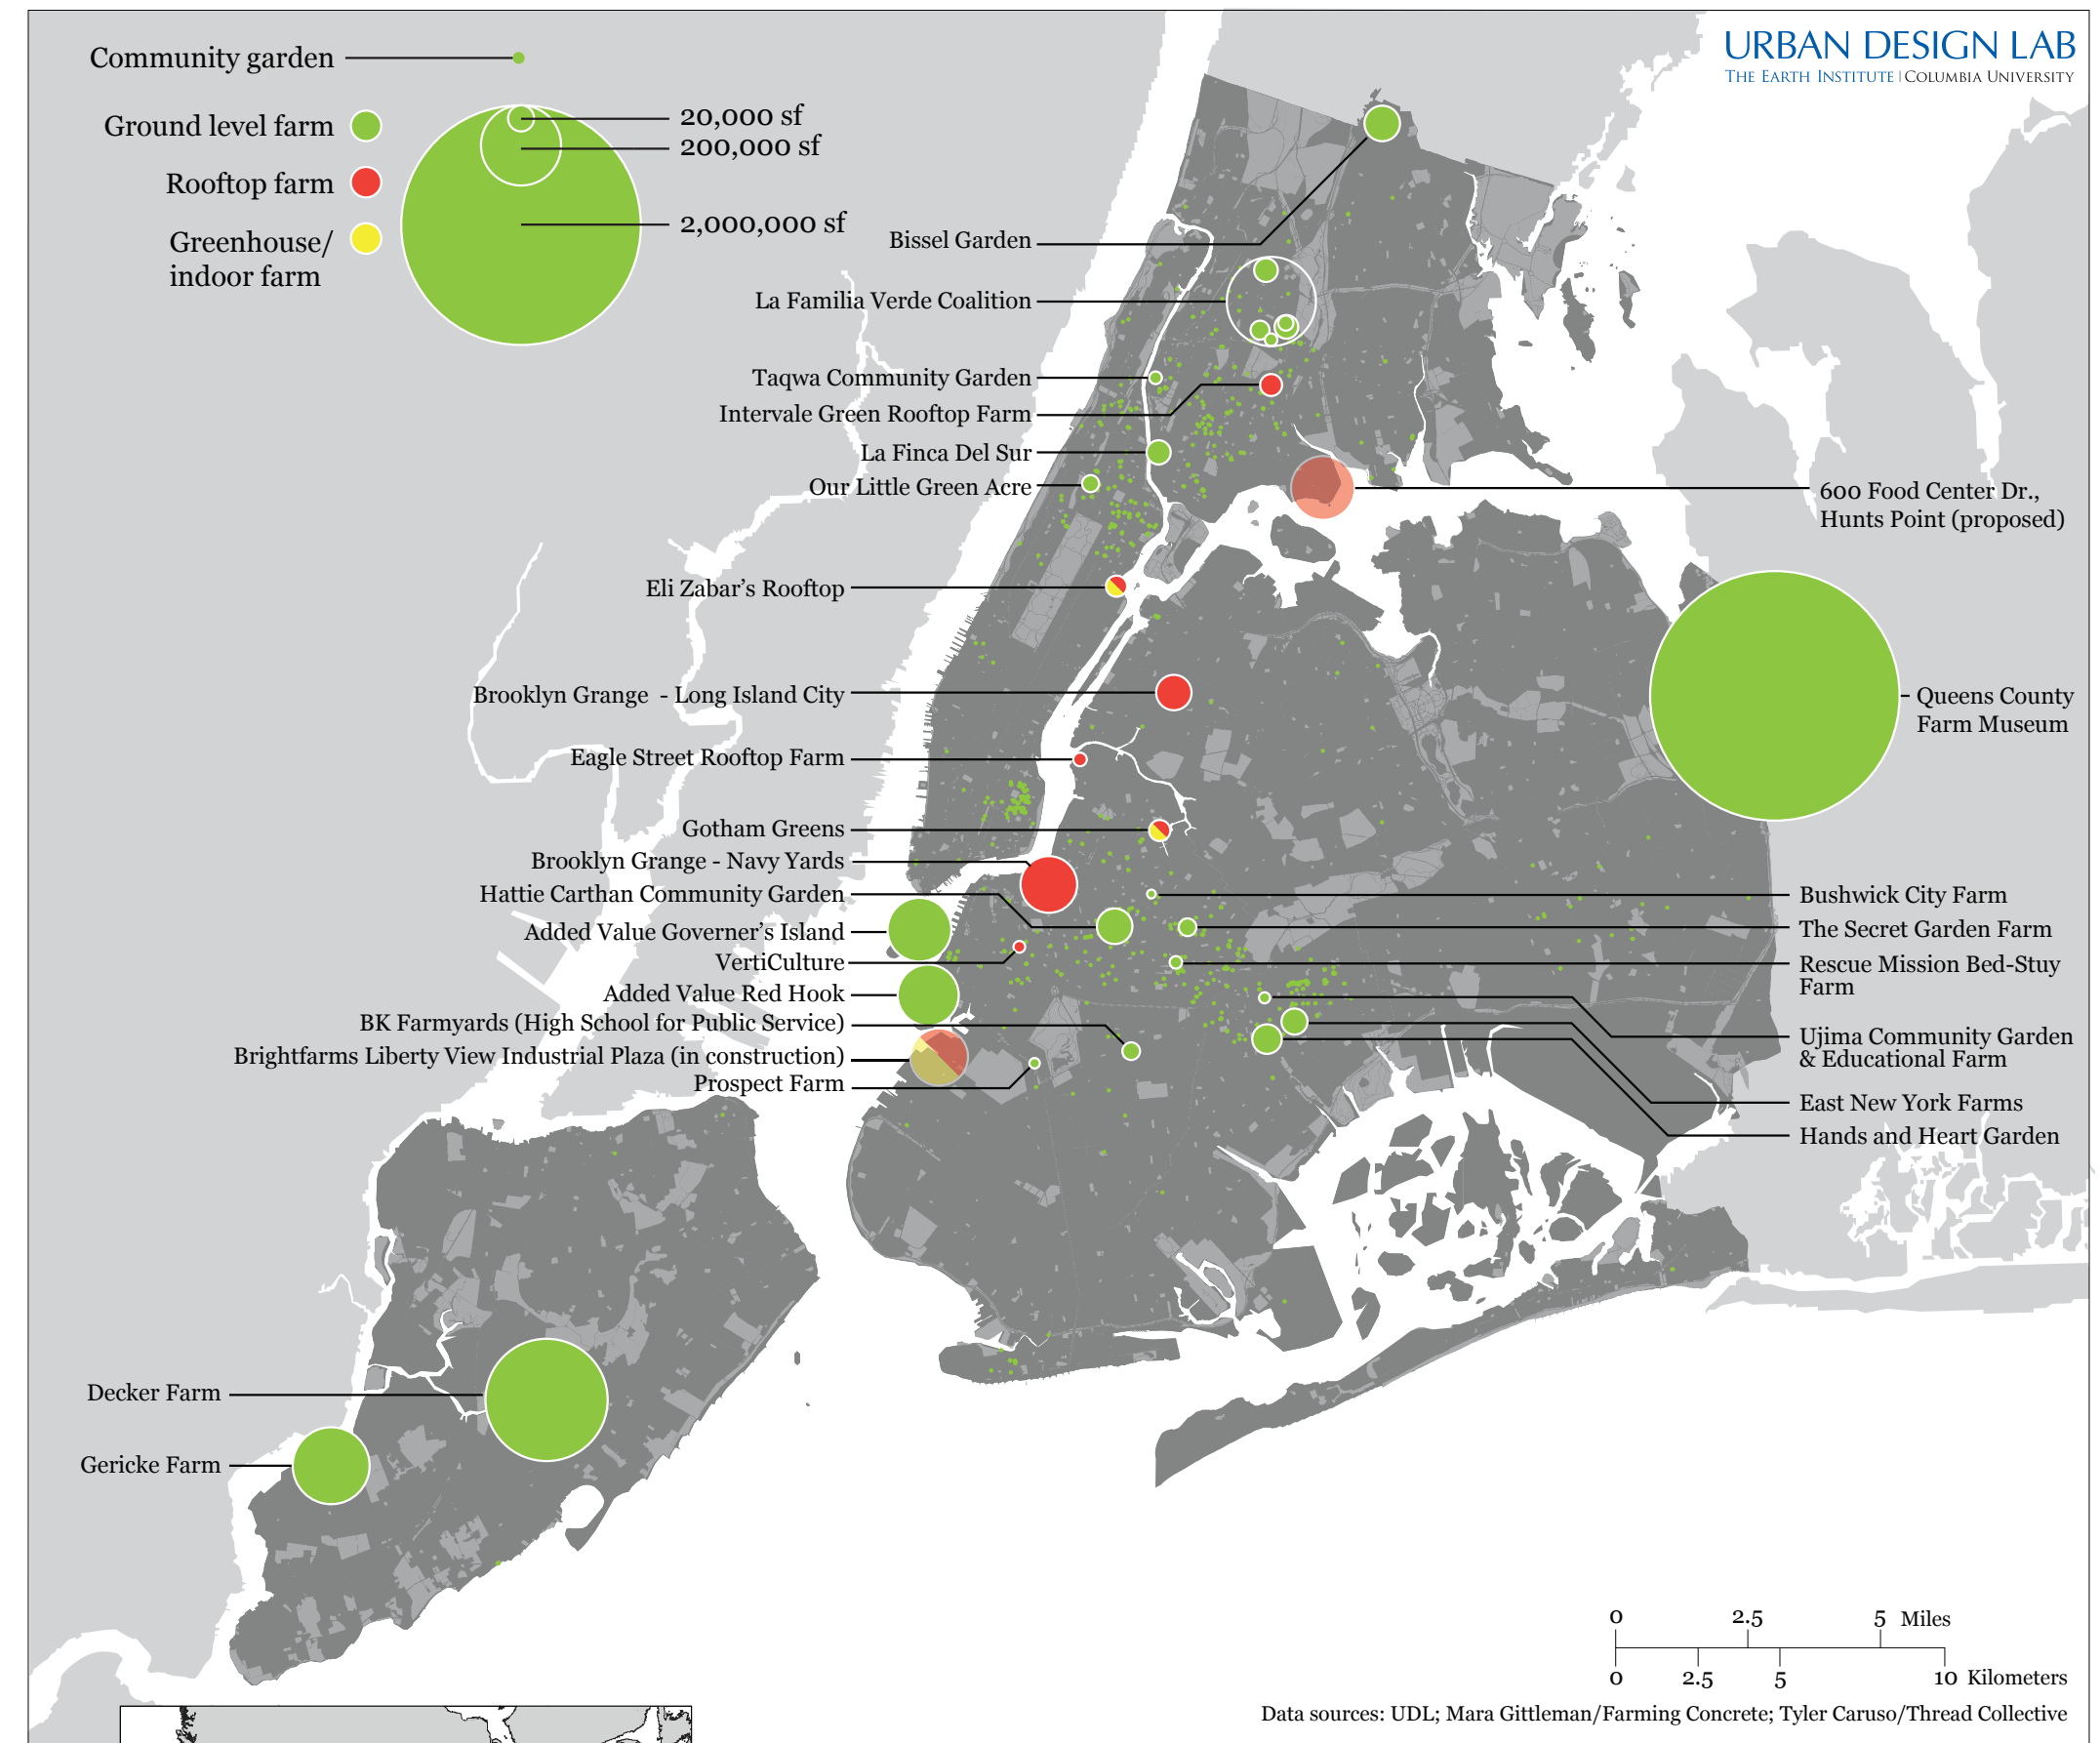 URBAN DESIGN LAB
THE EARTH INSTITUTE | COLUMBIA UNIVERSITY
Community garden
Ground level farm
Rooftop farm
Greenhouse/
indoor farm
20,000 sf
200,000 sf
2,000,000 sf
Bissel Garden
La Familia Verde Coalition
Taqwa Community Garden
Intervale Green Rooftop Farm
La Finca Del Sur
Our Little Green Acre
600 Food Center Dr.,
Hunts Point (proposed)
Eli Zabar's Rooftop
Brooklyn Grange - Long Island City
Queens County
Farm Museum
Eagle Street Rooftop Farm
Gotham Greens
Brooklyn Grange - Navy Yards
Hattie Carthan Community Garden
Added Value Governer's Island
VertiCulture
Added Value Red Hook
BK Farmyards (High School for Public Service)
Brightfarms Liberty View Industrial Plaza (in construction)
Prospect Farm
Bushwick City Farm
The Secret Garden Farm
Rescue Mission Bed-Stuy
Farm
Ujima Community Garden
& Educational Farm
East New York Farms
Hands and Heart Garden
Decker Farm
Gericke Farm
0 2.5 5 Miles
0 2.5 5 10 Kilometers
Data sources: UDL; Mara Gittleman/Farming Concrete; Tyler Caruso/Thread Collective